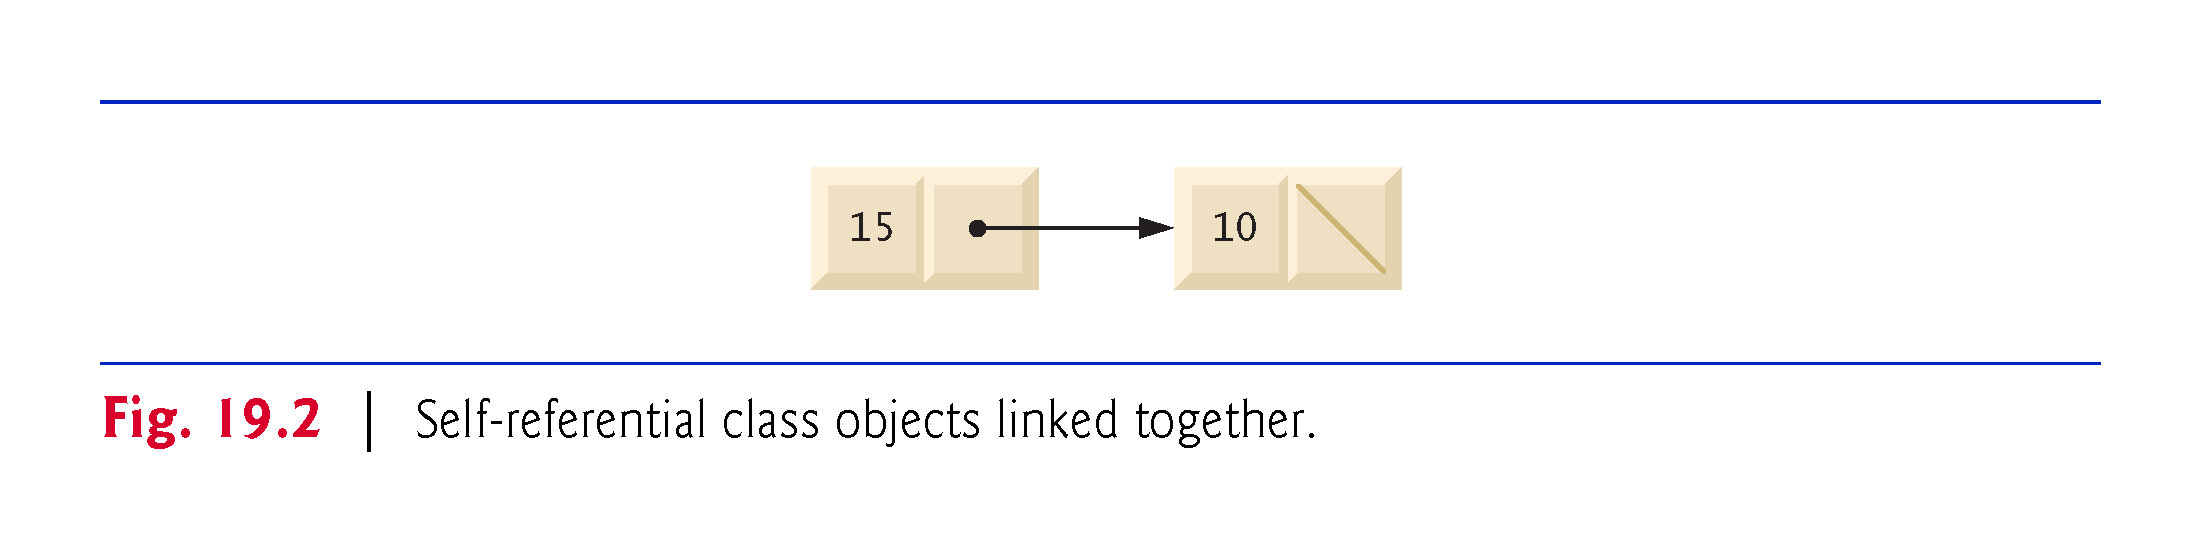 15 10
Fig. 19.2 | Self-referential class objects linked together.